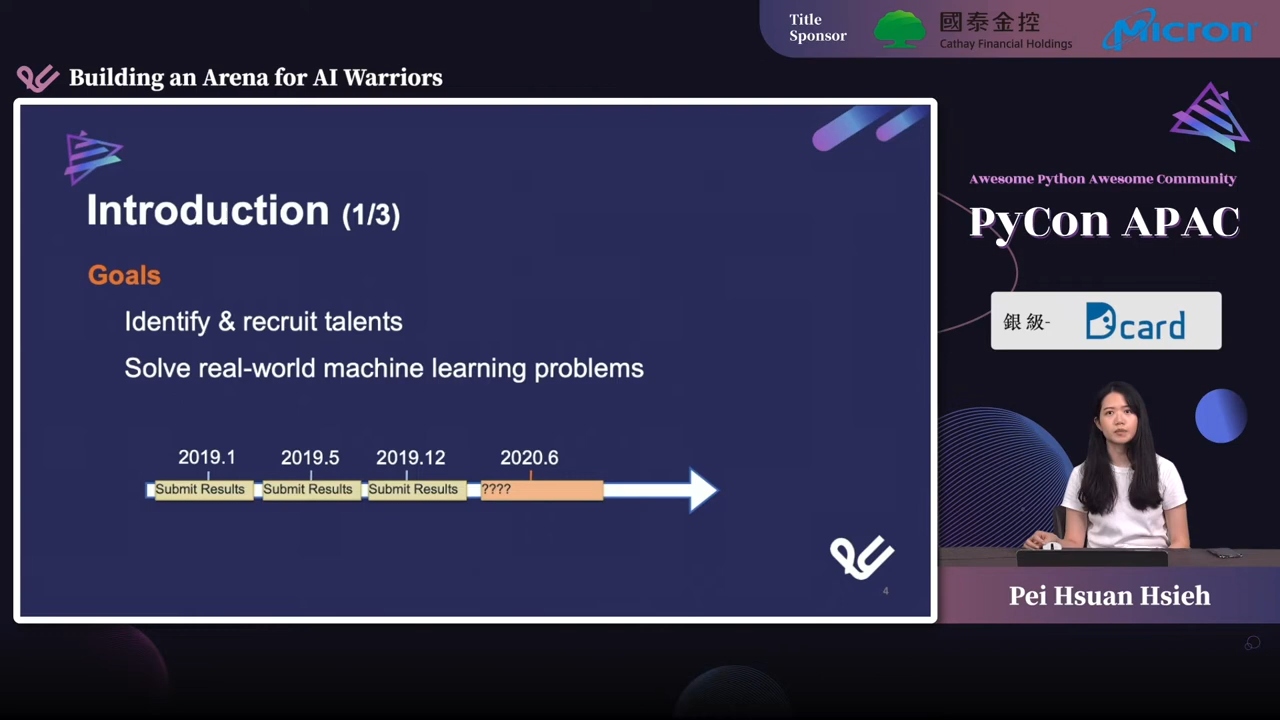 Title
Sponsor
國泰金控
Cathay Financial Holdings
Micron
Building an Arena for AI Warriors
Introduction (1/3)
Goals
Identify & recruit talents
Solve real-world machine learning problems
2019.1 2019.5 2019.12 2020.6
Submit Results Submit Results Submit Results ????
4
Awesome Python Awesome Community
PyCon APAC
銀級- Dcard
Pei Hsuan Hsieh